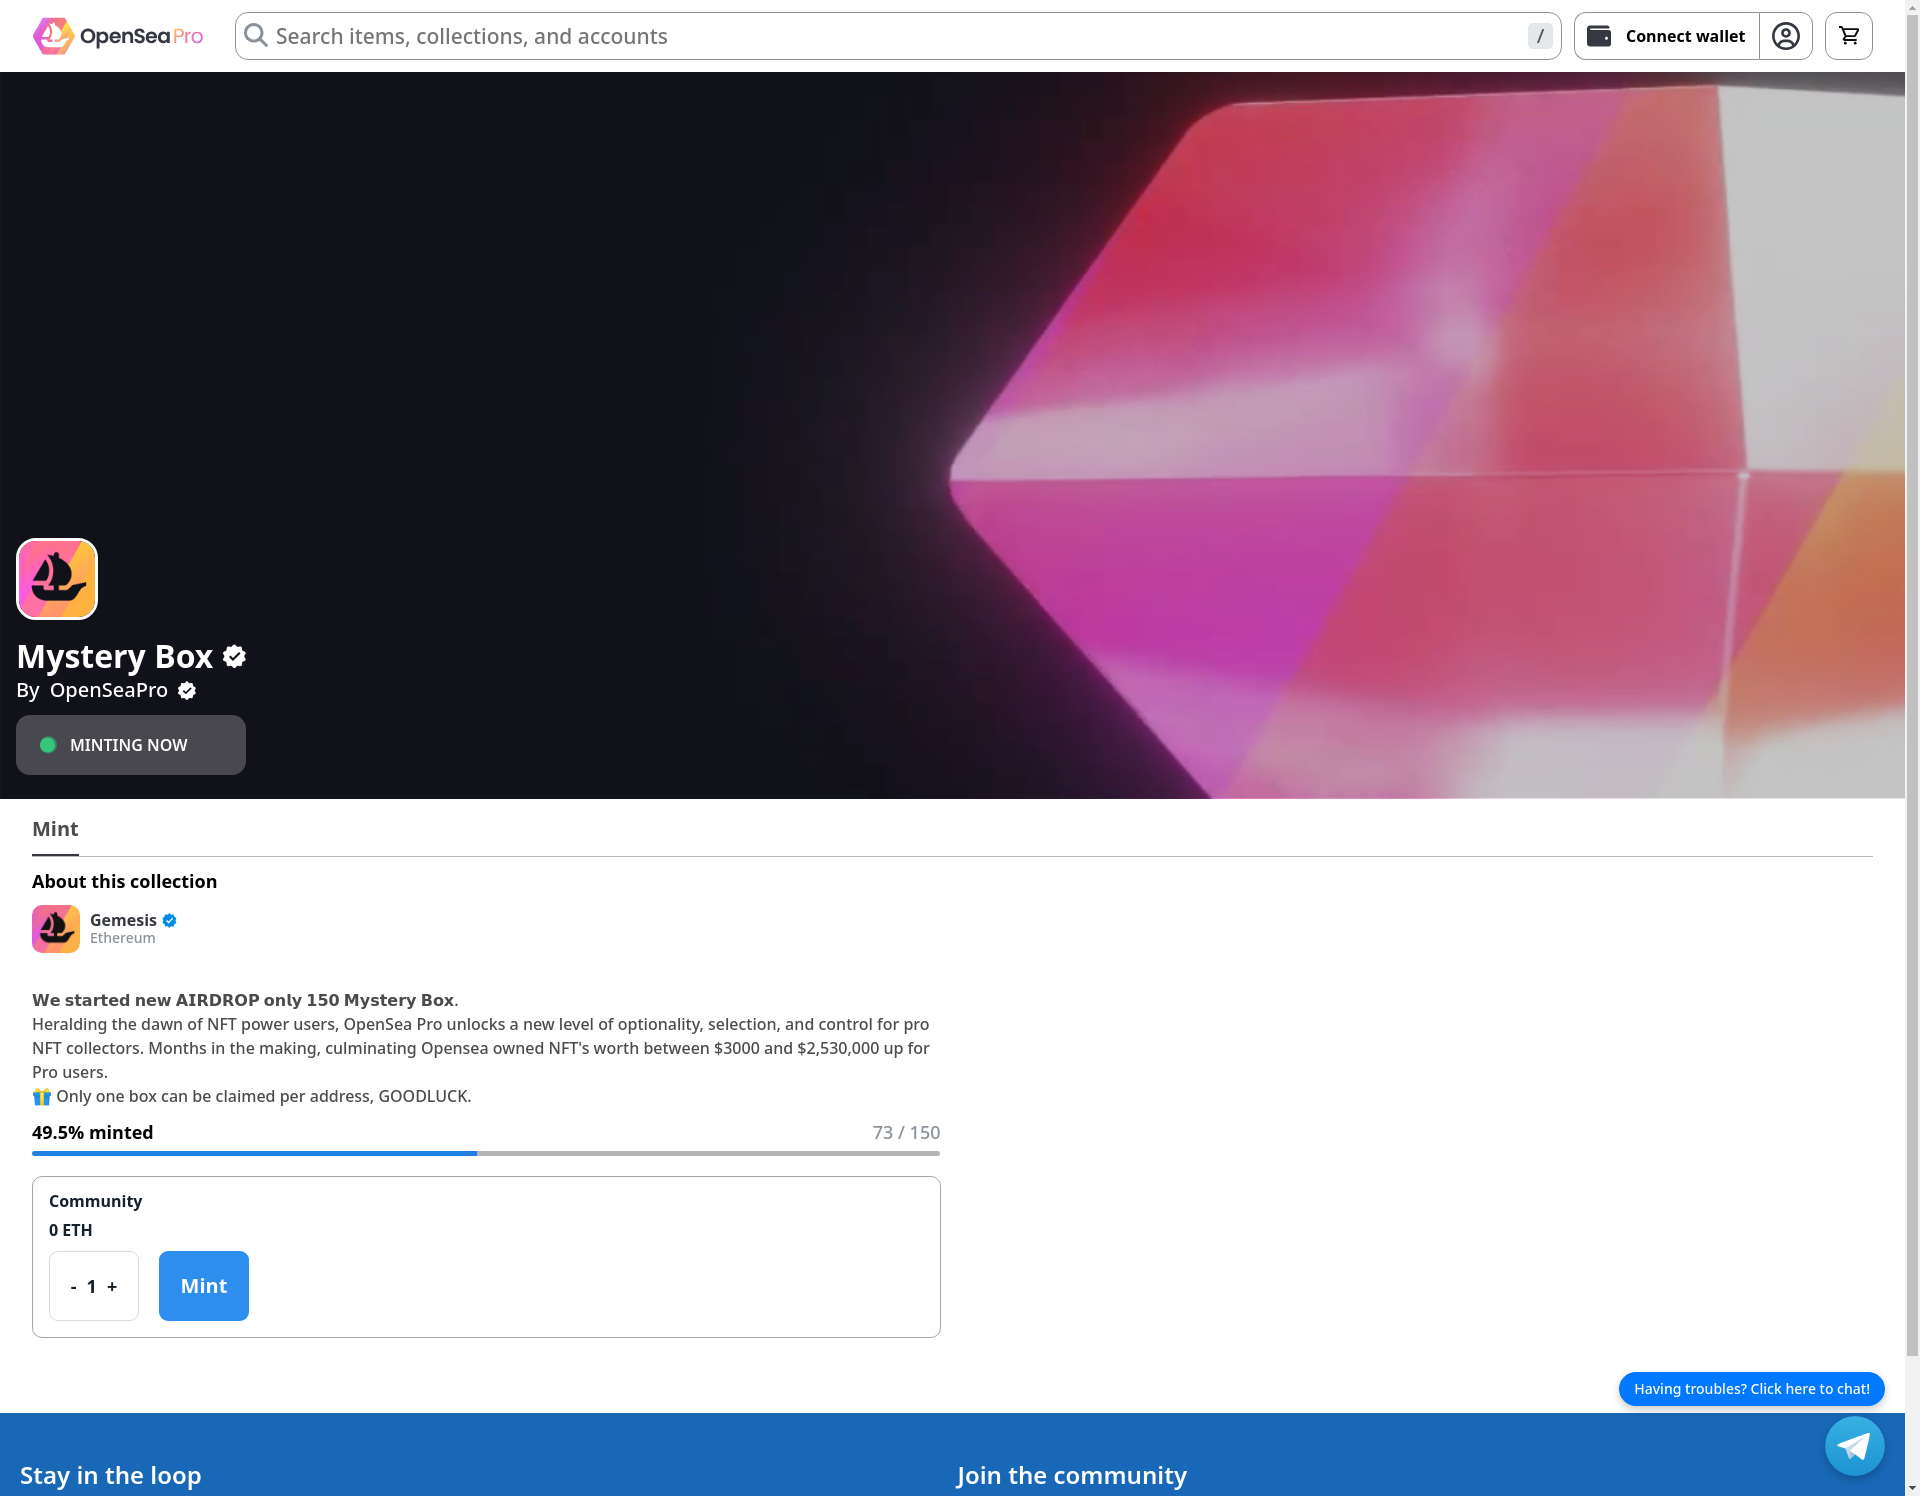 OpenSea Pro
Search items, collections, and accounts
/
Connect wallet
Mystery Box
By OpenSeaPro
MINTING NOW
Mint
About this collection
Gemesis
Ethereum
We started new AIRDROP only 150 Mystery Box.
Heralding the dawn of NFT power users, OpenSea Pro unlocks a new level of optionality, selection, and control for pro
NFT collectors. Months in the making, culminating Opensea owned NFT's worth between $3000 and $2,530,000 up for
Pro users.
🎁 Only one box can be claimed per address, GOODLUCK.
49.5% minted
73 / 150
Community
0 ETH
- 1 +
Mint
Having troubles? Click here to chat!
Stay in the loop
Join the community